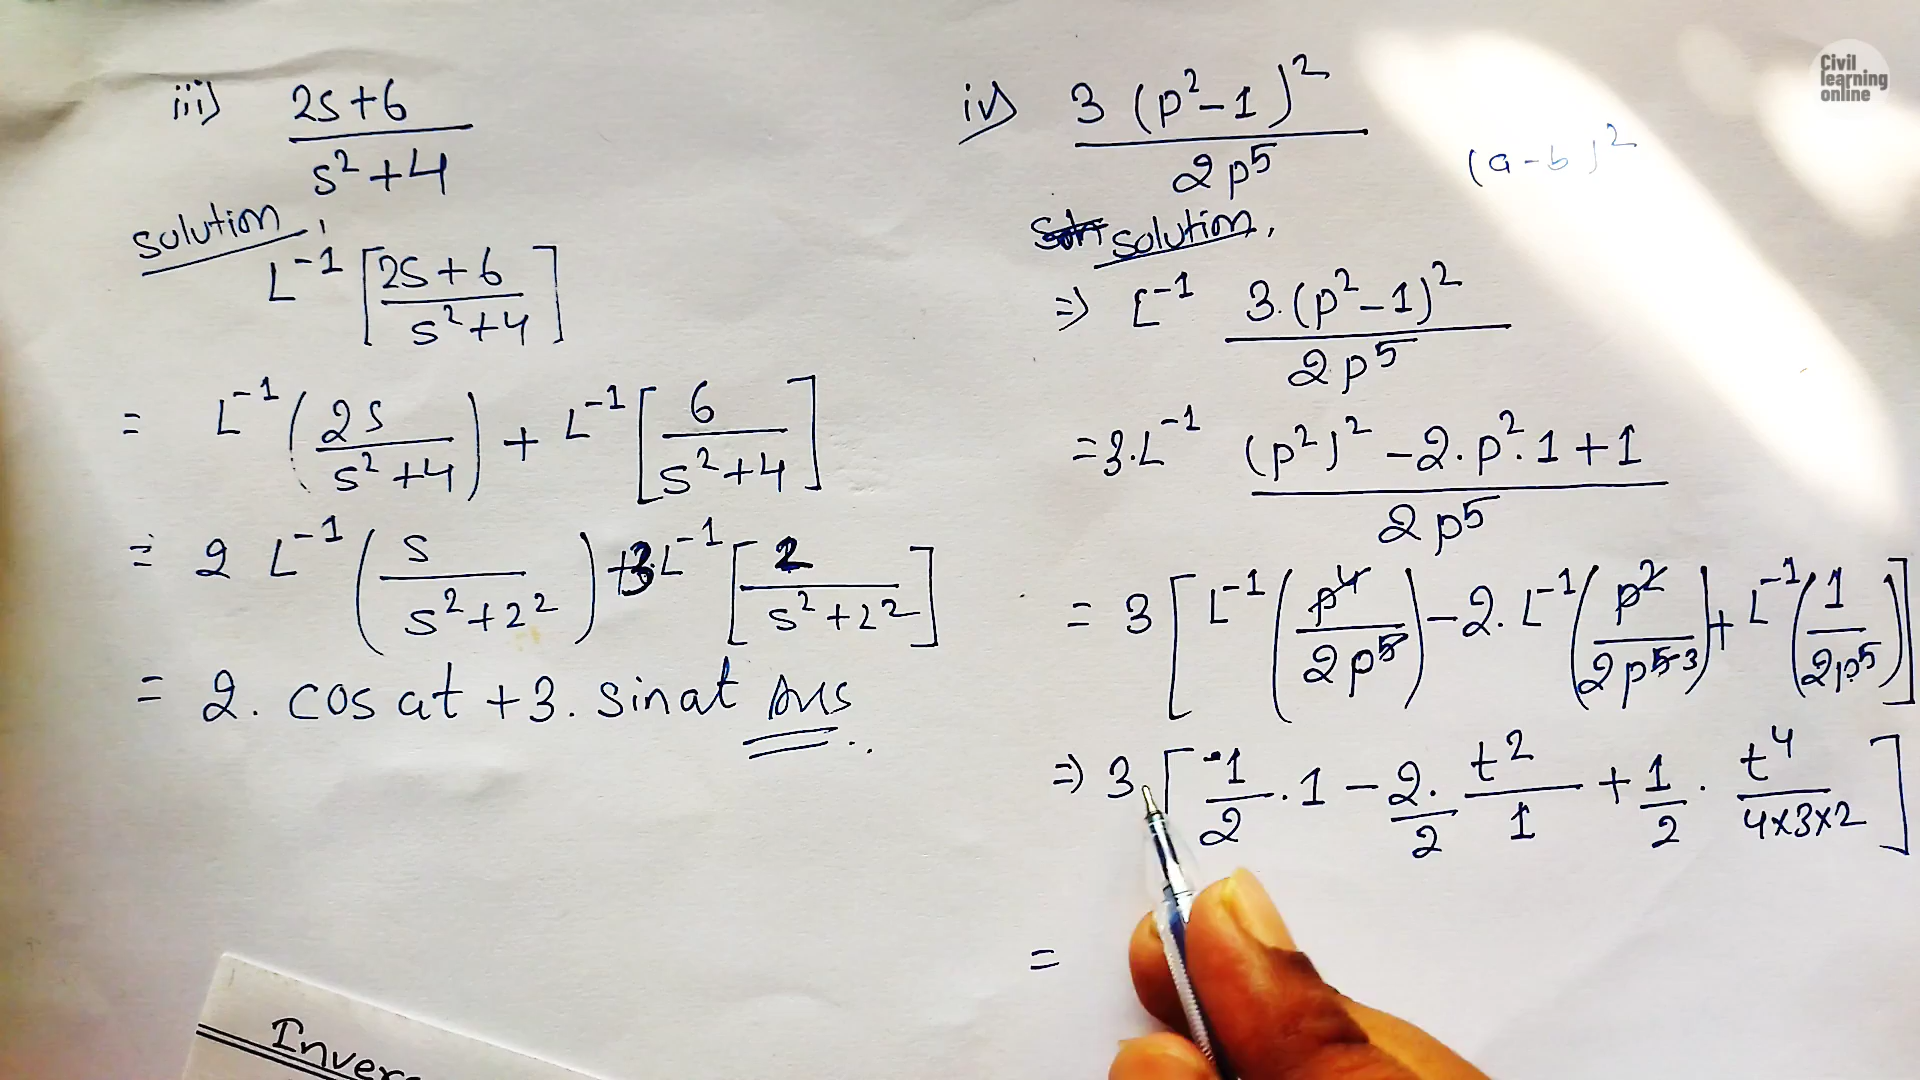 iii) 2s+6 / s²+4
solution,
L⁻¹ [2s+6 / s²+4]
= L⁻¹ (2s / s²+4) + L⁻¹ [6 / s²+4]
= 2 L⁻¹ (s / s²+2²) + 3L⁻¹ [2 / s²+2²]
= 2. cos at + 3. sin at Ans
Invers
iv) 3 (p²-1)² / 2p⁵
(a-b)²
solution,
=> L⁻¹ 3.(p²-1)² / 2p⁵
= 3.L⁻¹ (p²)² - 2.p².1 + 1 / 2p⁵
= 3 [L⁻¹ (p⁴ / 2p⁵) - 2. L⁻¹ (p² / 2p⁵⁻³) + L⁻¹ (1 / 2p⁵)]
=> 3. [1/2 . 1 - 2./2 t²/1 + 1/2 . t⁴ / 4x3x2]
=
Civil
learning
online